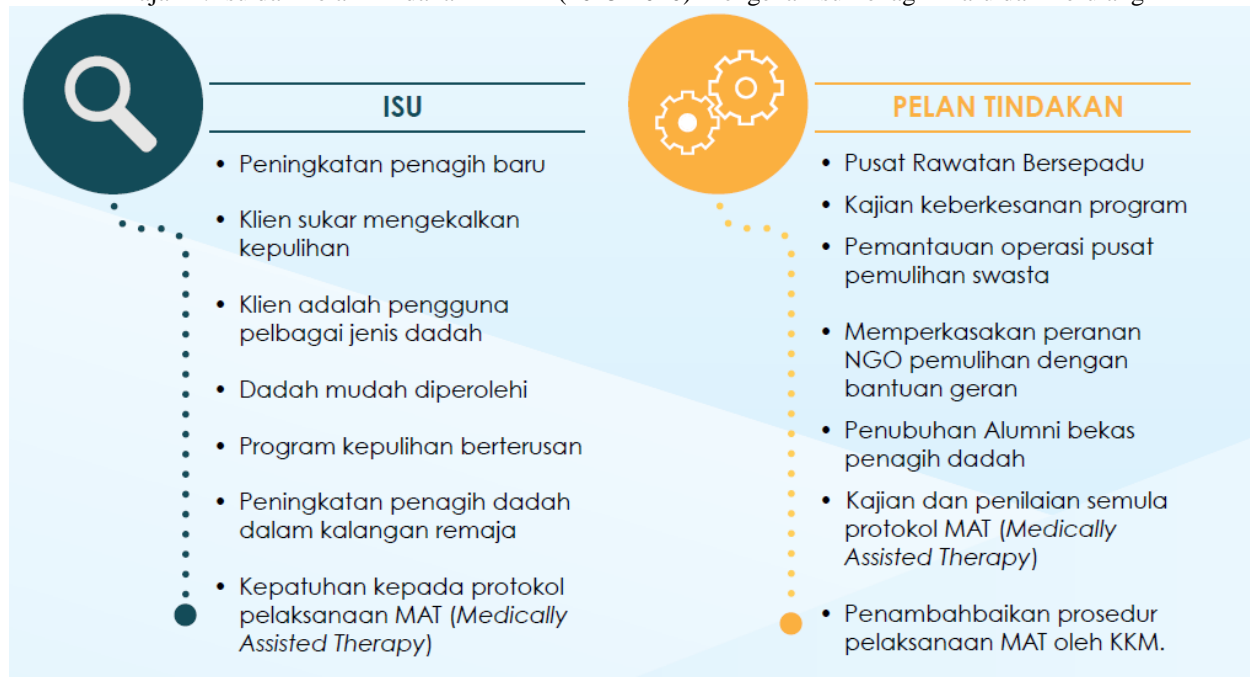 ISU
• Peningkatan penagih baru
• Klien sukar mengekalkan
kepulihan
• Klien adalah pengguna
pelbagai jenis dadah
• Dadah mudah diperolehi
• Program kepulihan berterusan
• Peningkatan penagih dadah
dalam kalangan remaja
• Kepatuhan kepada protokol
pelaksanaan MAT (Medically
Assisted Therapy)
PELAN TINDAKAN
• Pusat Rawatan Bersepadu
• Kajian keberkesanan program
• Pemantauan operasi pusat
pemulihan swasta
• Memperkasakan peranan
NGO pemulihan dengan
bantuan geran
• Penubuhan Alumni bekas
penagih dadah
• Kajian dan penilaian semula
protokol MAT (Medically
Assisted Therapy)
• Penambahbaikan prosedur
pelaksanaan MAT oleh KKM.